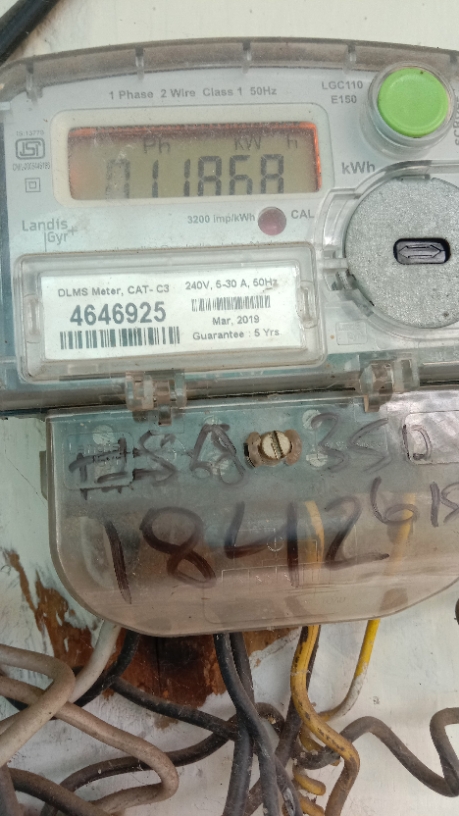 1 Phase 2 Wire Class 1 50Hz
LGC110
E150
Ph kW h
011868
kWh
3200 imp/kWh CAL
Landis
Gyr+
DLMS Meter, CAT- C3 240V, 5-30 A, 50Hz
4646925
Mar, 2019
Guarantee : 5 Yrs
350
184126